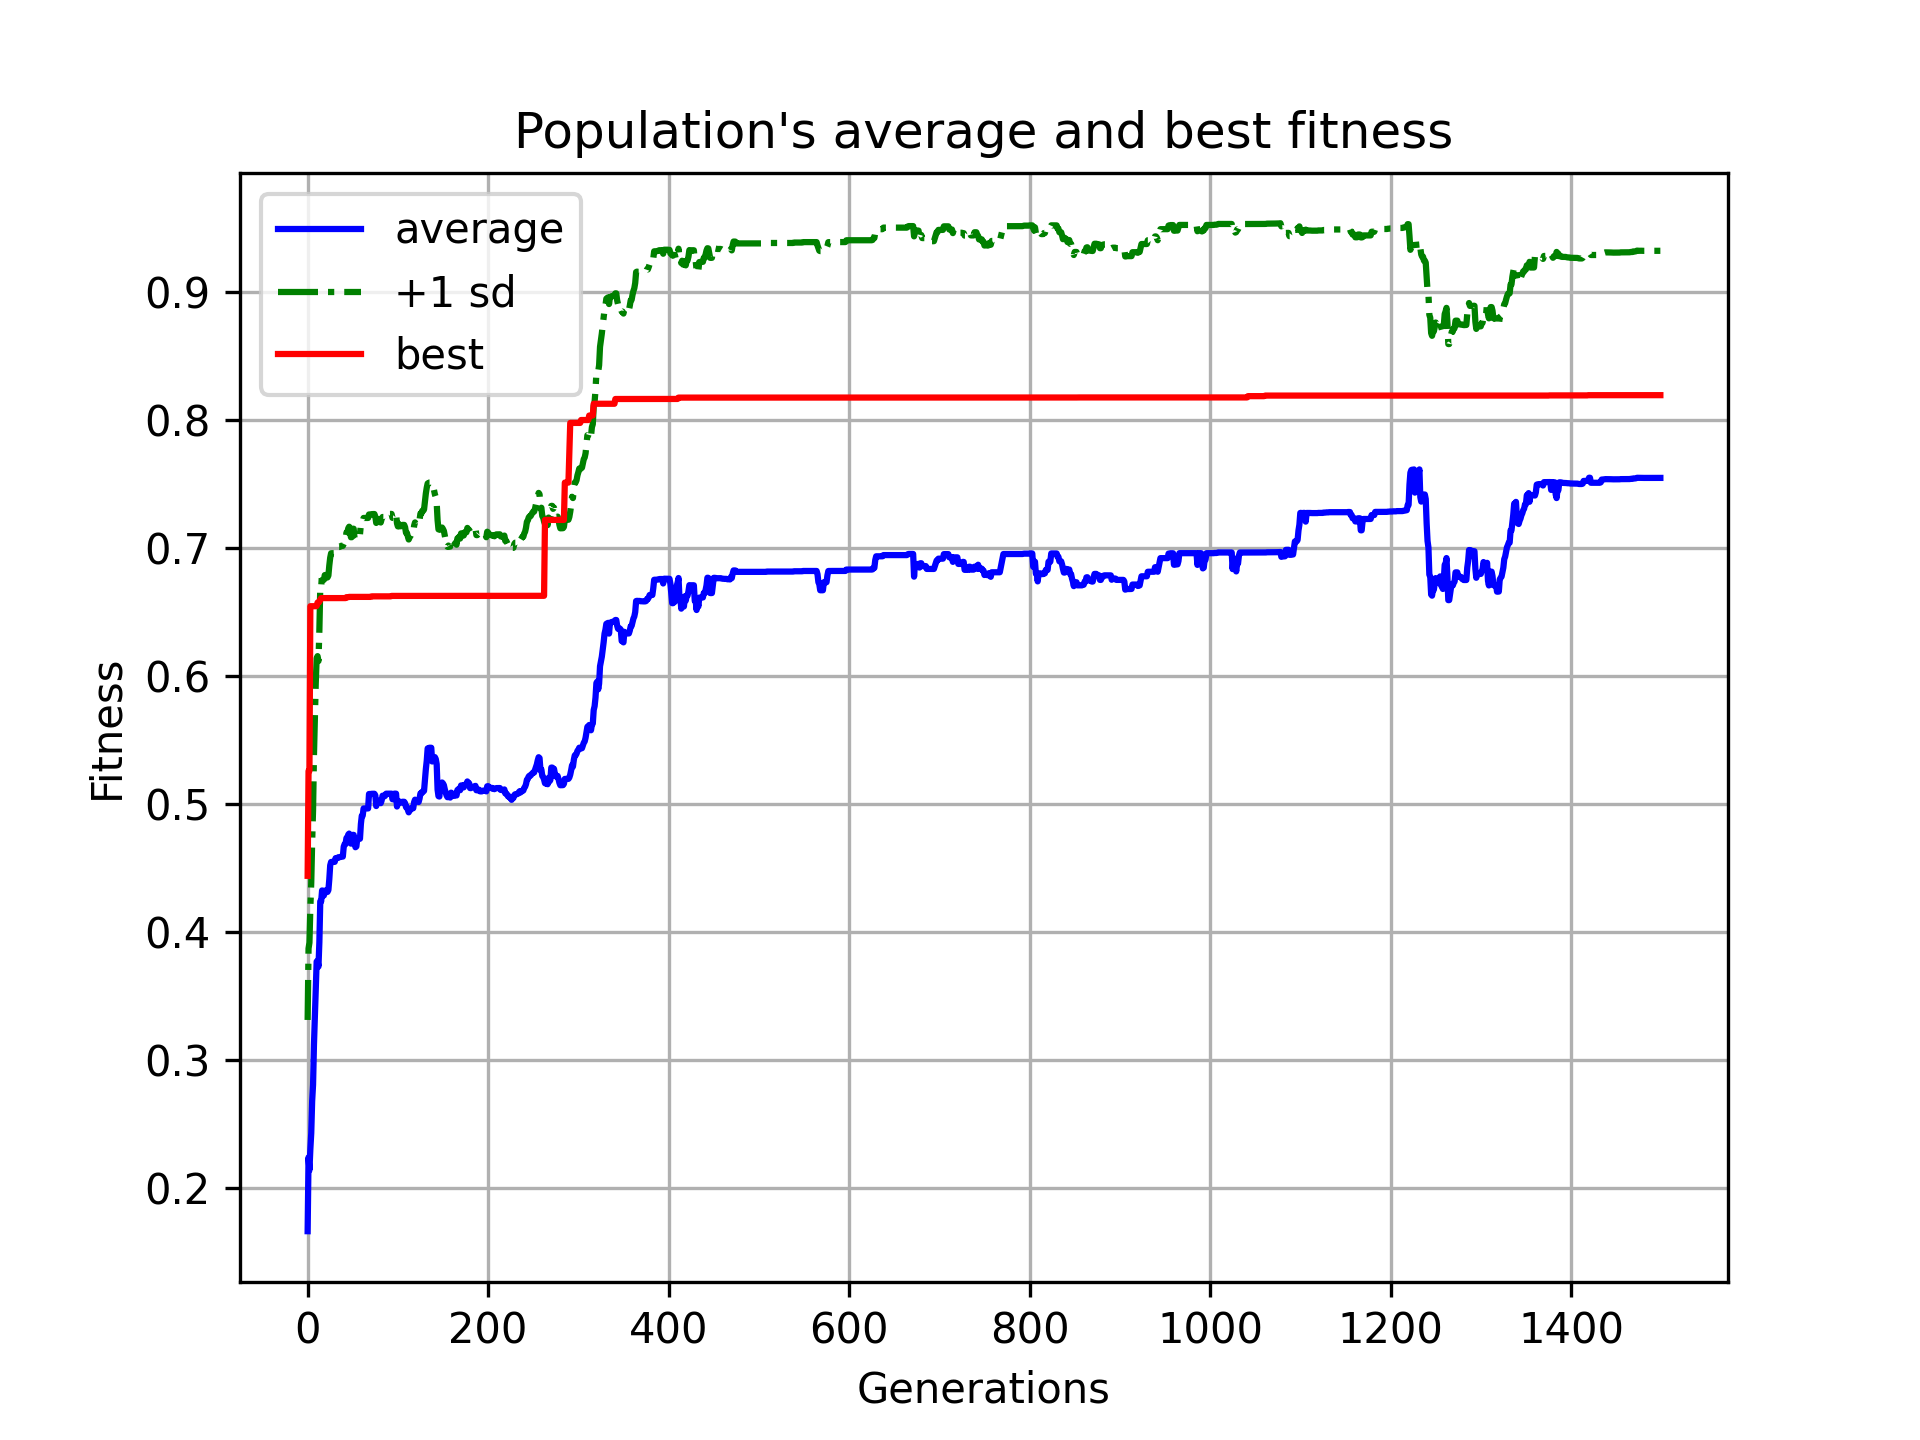 Population's average and best fitness
average
+1 sd
best
0.9
0.8
0.7
0.6
0.5
0.4
0.3
0.2
Fitness
0 200 400 600 800 1000 1200 1400
Generations